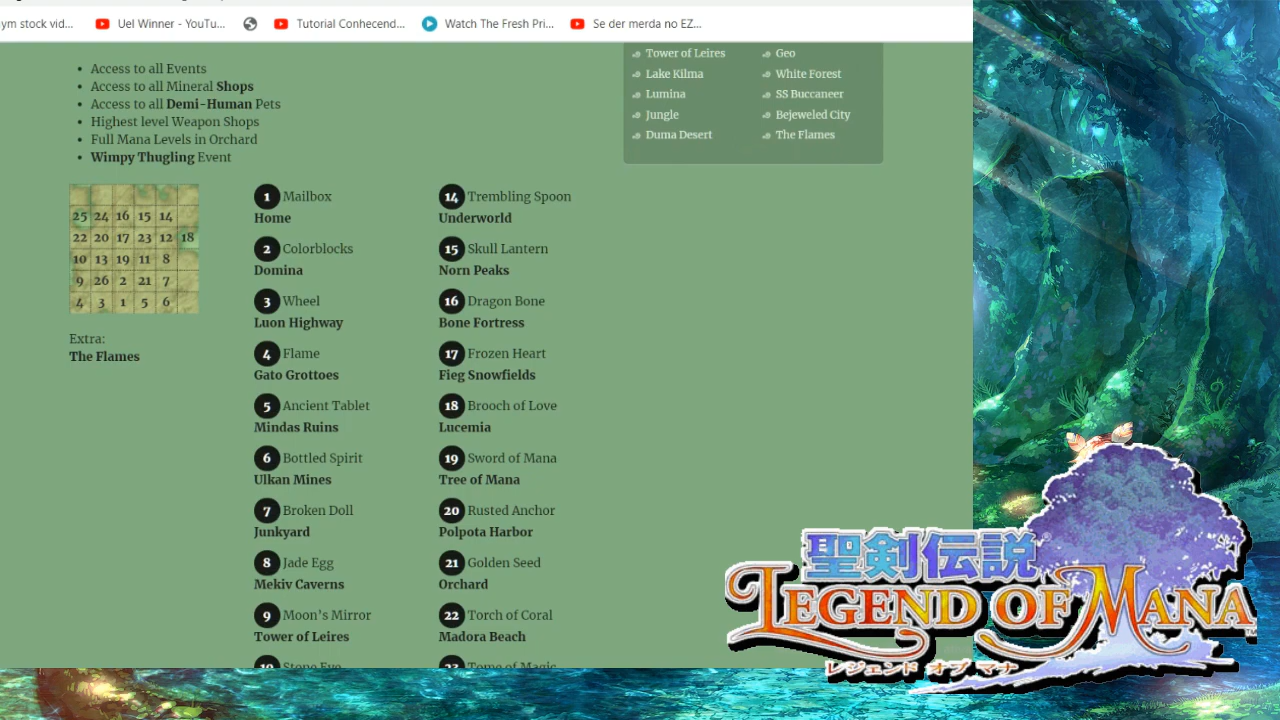 ym stock vid...
Uel Winner - YouTu...
Tutorial Conhecend...
Watch The Fresh Pri...
Se der merda no EZ...
Access to all Events
Access to all Mineral Shops
Access to all Demi-Human Pets
Highest level Weapon Shops
Full Mana Levels in Orchard
Wimpy Thugling Event
Tower of Leires
Geo
Lake Kilma
White Forest
Lumina
SS Buccaneer
Jungle
Bejeweled City
Duma Desert
The Flames
25 24 16 15 14
22 20 17 23 12 18
10 13 19 11 8
9 26 2 21 7
4 3 1 5 6
Extra:
The Flames
1 Mailbox
Home
2 Colorblocks
Domina
3 Wheel
Luon Highway
4 Flame
Gato Grottoes
5 Ancient Tablet
Mindas Ruins
6 Bottled Spirit
Ulkan Mines
7 Broken Doll
Junkyard
8 Jade Egg
Mekiv Caverns
9 Moon's Mirror
Tower of Leires
10 Stone Eye
14 Trembling Spoon
Underworld
15 Skull Lantern
Norn Peaks
16 Dragon Bone
Bone Fortress
17 Frozen Heart
Fieg Snowfields
18 Brooch of Love
Lucemia
19 Sword of Mana
Tree of Mana
20 Rusted Anchor
Polpota Harbor
21 Golden Seed
Orchard
22 Torch of Coral
Madora Beach
23 Tome of Magic
聖剣伝説®
LEGEND OF MANA™
レジェンド オブ マナ